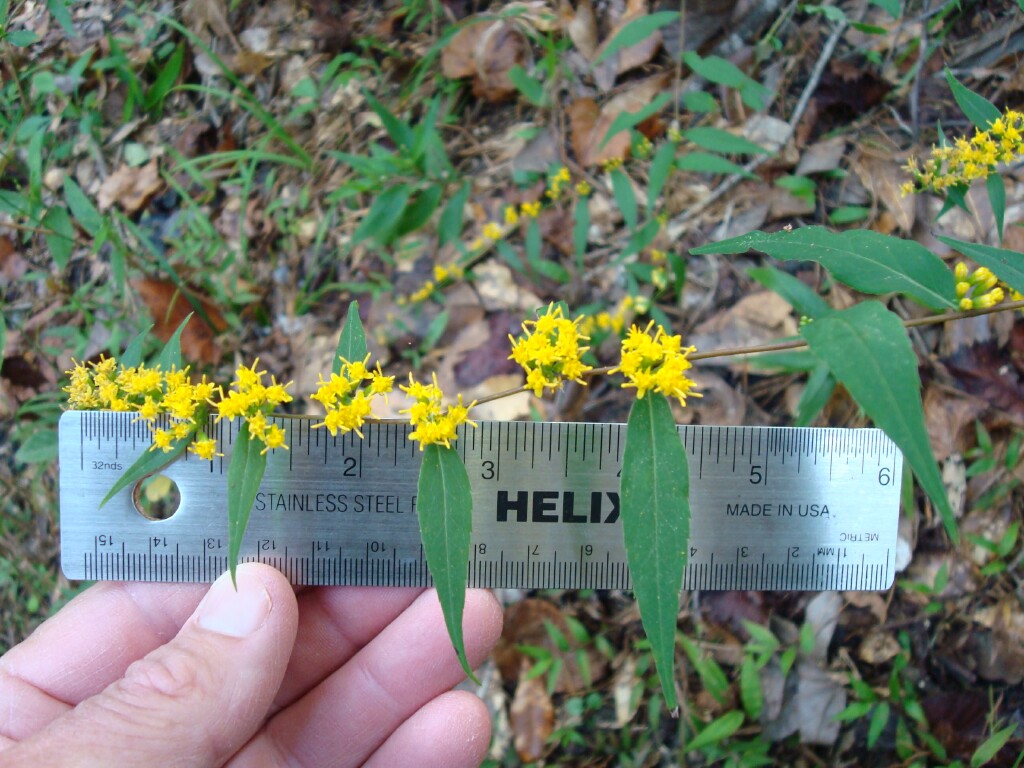 2 3 4 5 6
32nds
STAINLESS STEEL
HELIX
MADE IN USA
METRIC
15 14 13 12 11 10 8 7 6 4 3 2 MM 1